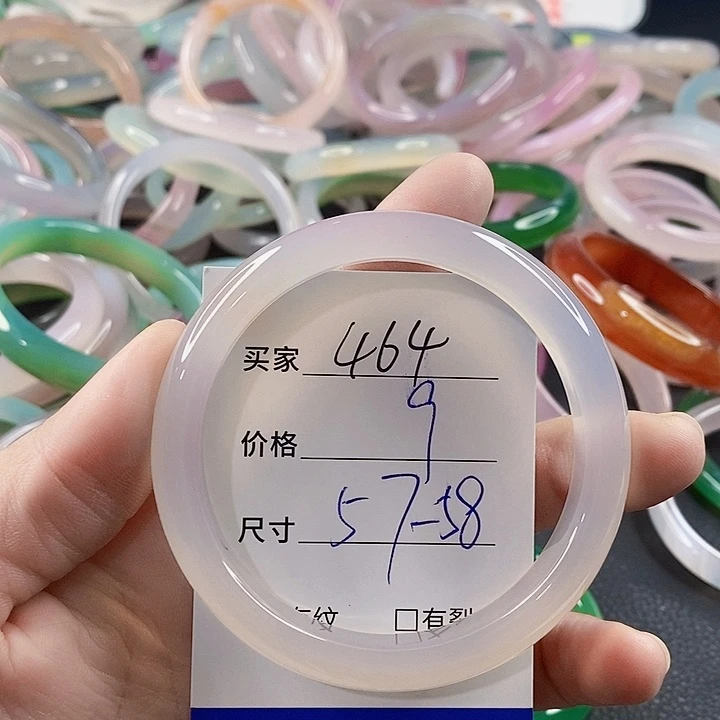 买家 464
价格 9
尺寸 57-58
纹 □有裂